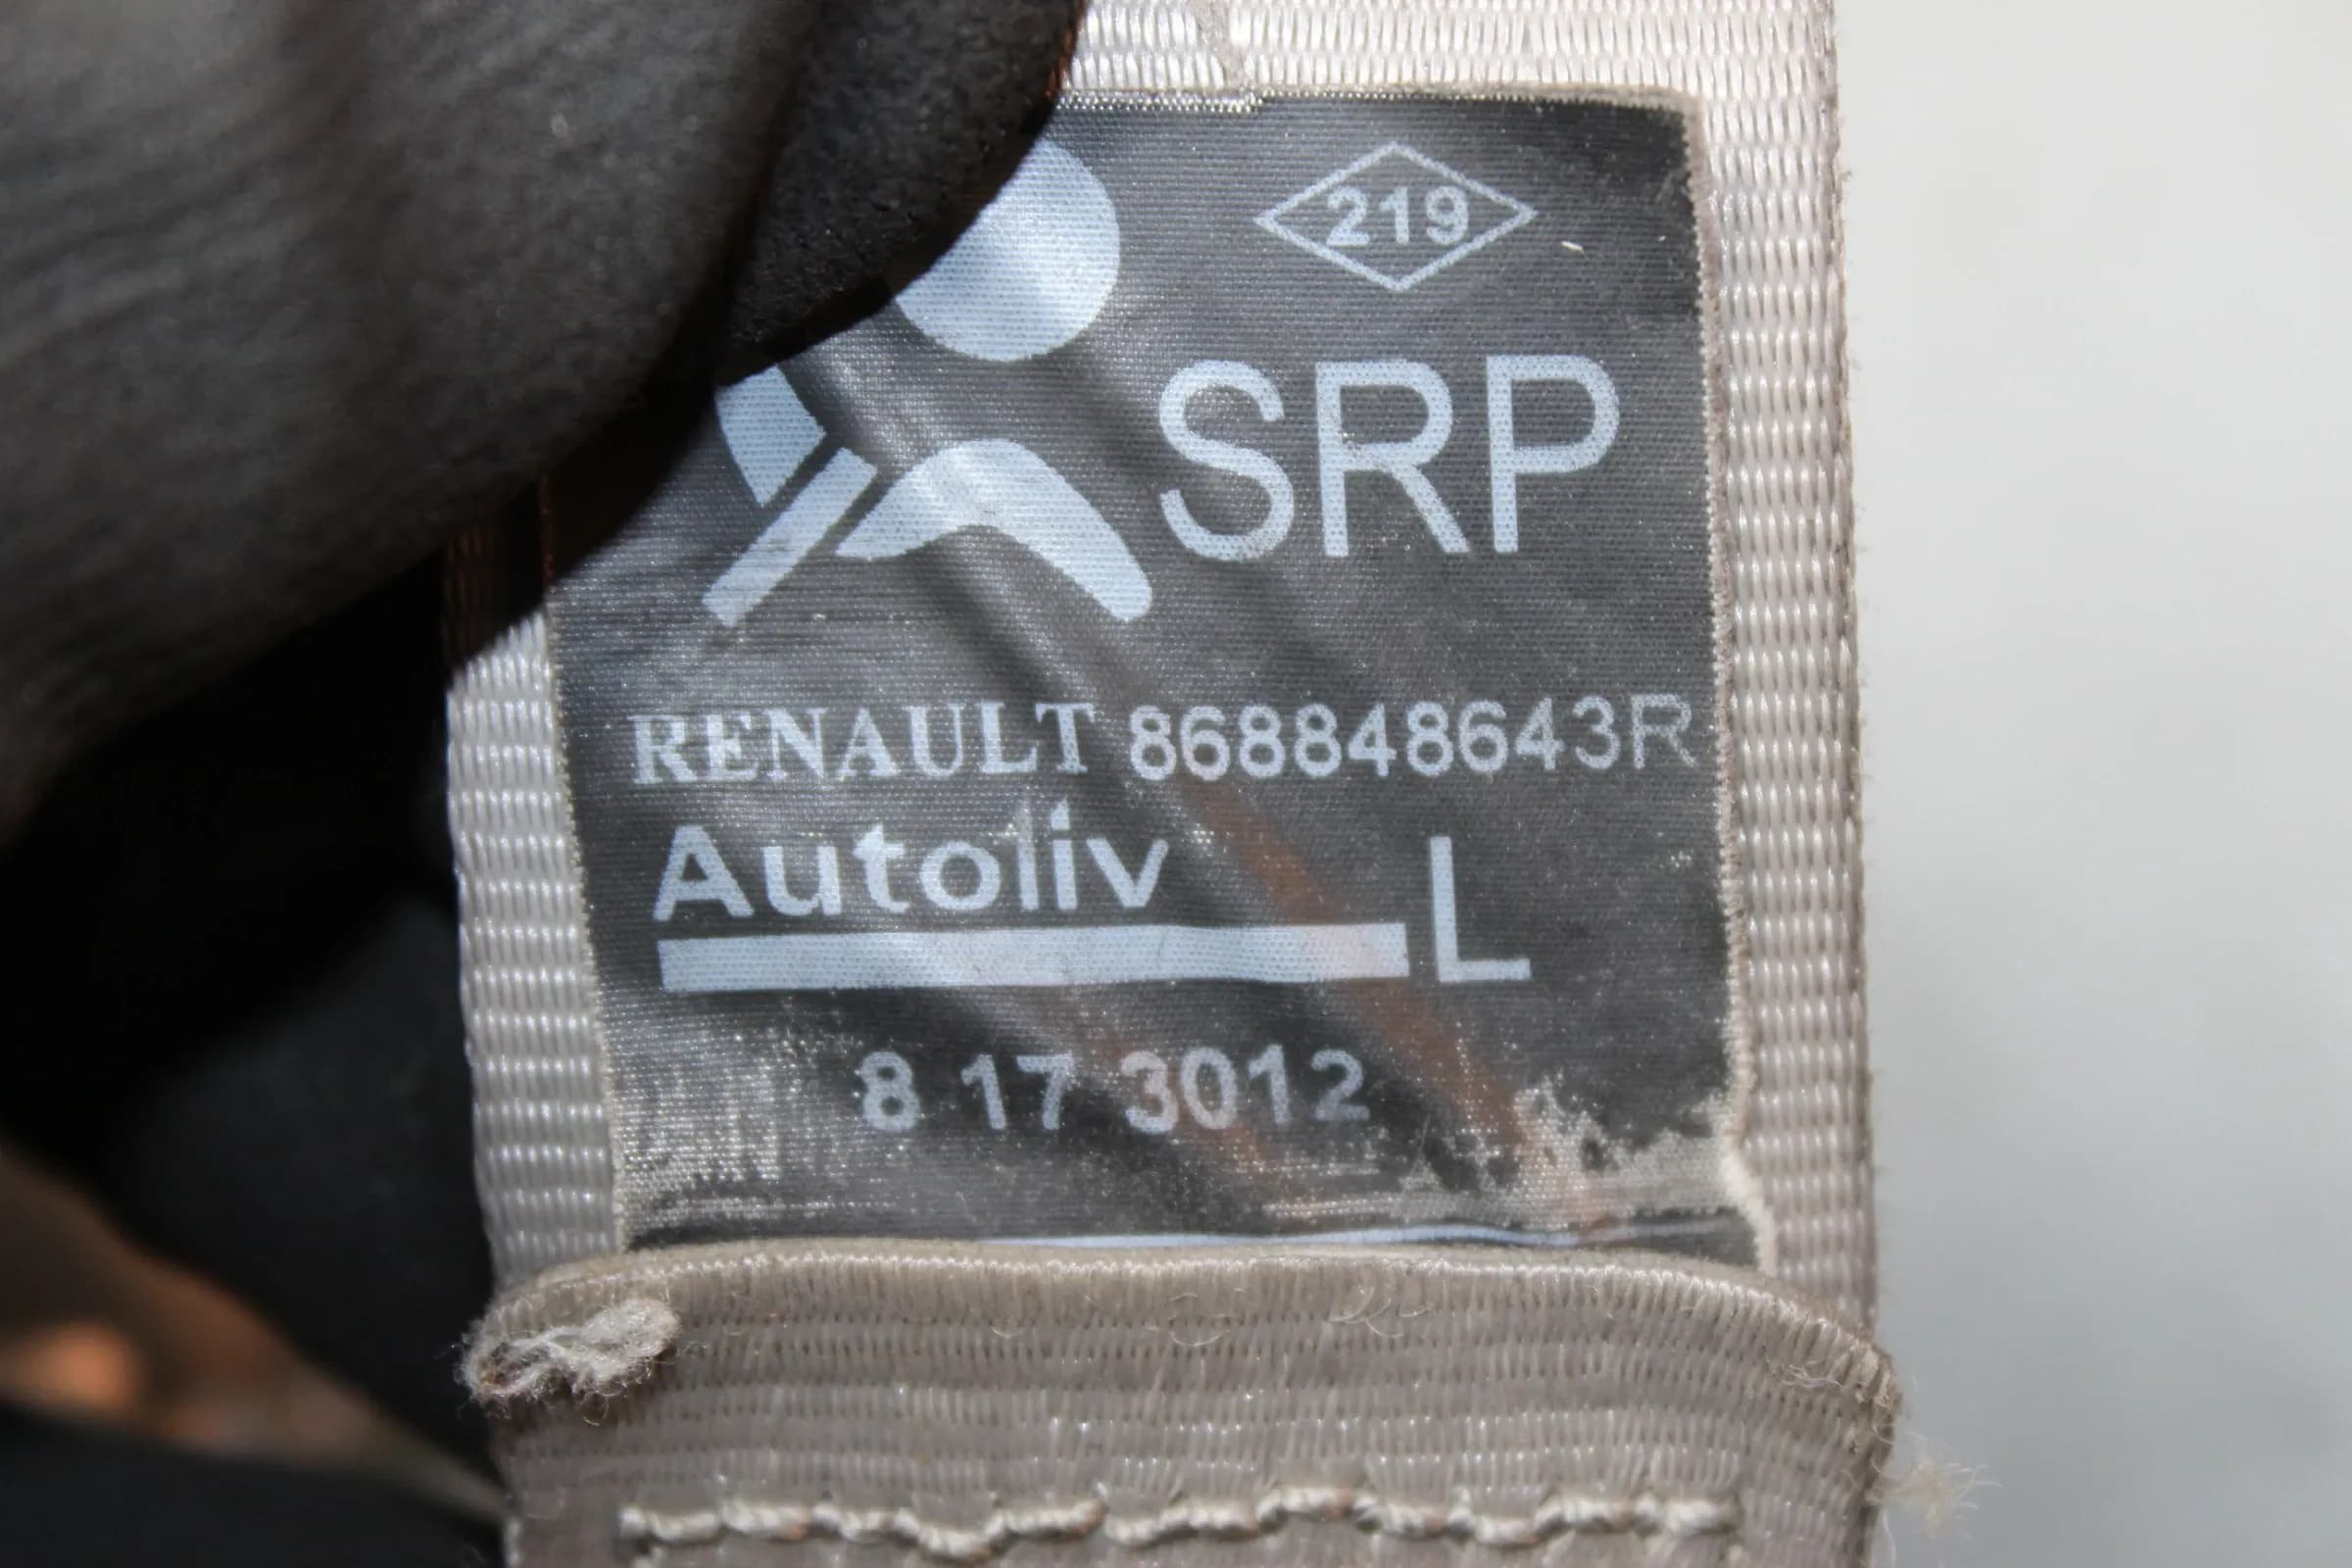 219
SRP
RENAULT 868848643R
Autoliv L
8 17 3012